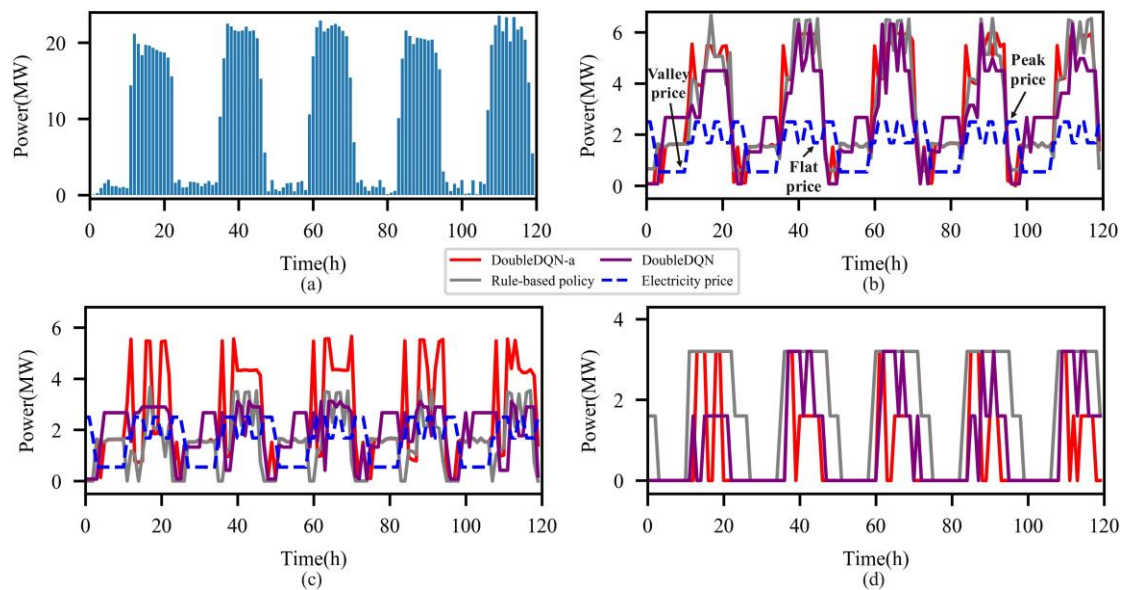 Power(MW)
20
10
0
0 20 40 60 80 100 120
Time(h)
(a)
Power(MW)
6
4
2
0
Valley
price
Peak
price
Flat
price
0 20 40 60 80 100 120
Time(h)
(b)
DoubleDQN-a DoubleDQN
Rule-based policy Electricity price
Power(MW)
6
4
2
0
0 20 40 60 80 100 120
Time(h)
(c)
Power(MW)
4
2
0
0 20 40 60 80 100 120
Time(h)
(d)